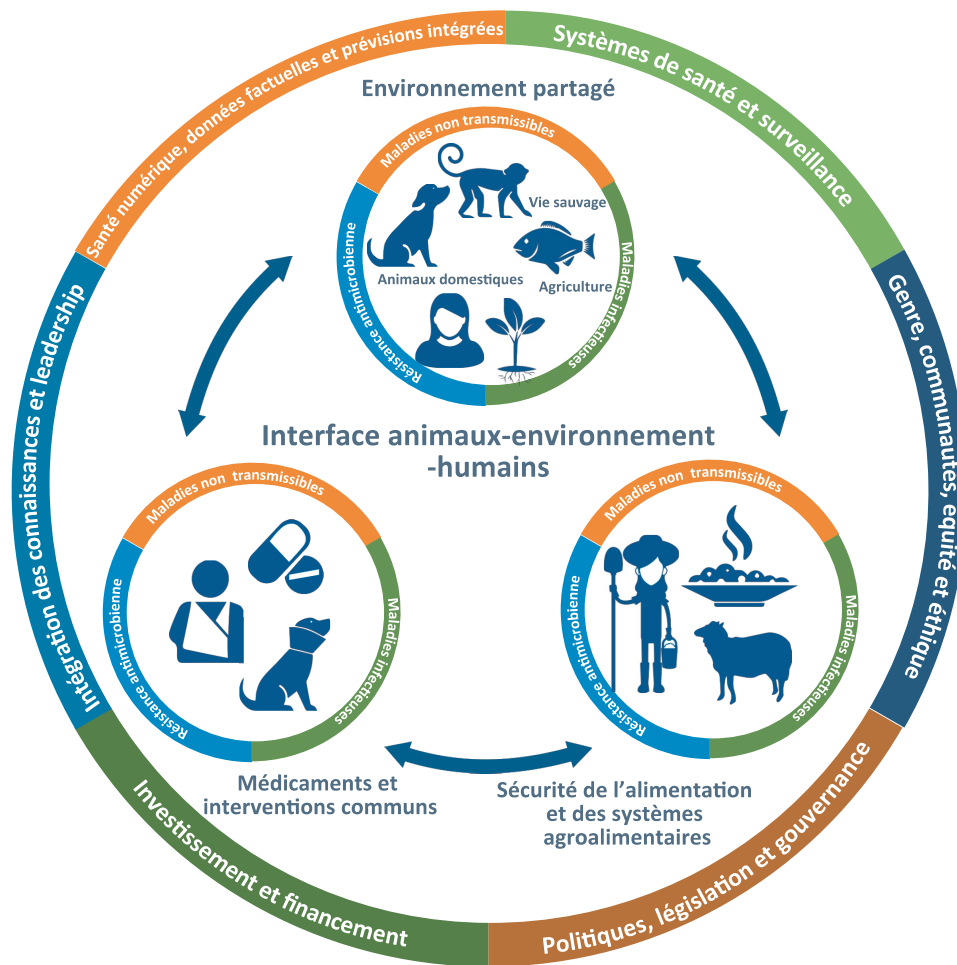 Santé numérique, données factuelles et prévisions intégrées
Systèmes de santé et surveillance
Genre, communautes, equité et éthique
Politiques, législation et gouvernance
Investissement et financement
Intégration des connaissances et leadership
Environnement partagé
Maladies non transmissibles
Maladies infectieuses
Résistance antimicrobienne
Vie sauvage
Animaux domestiques
Agriculture
Interface animaux-environnement
-humains
Maladies non transmissibles
Maladies infectieuses
Résistance antimicrobienne
Médicaments et
interventions communs
Maladies non transmissibles
Maladies infectieuses
Résistance antimicrobienne
Sécurité de l’alimentation
et des systèmes
agroalimentaires